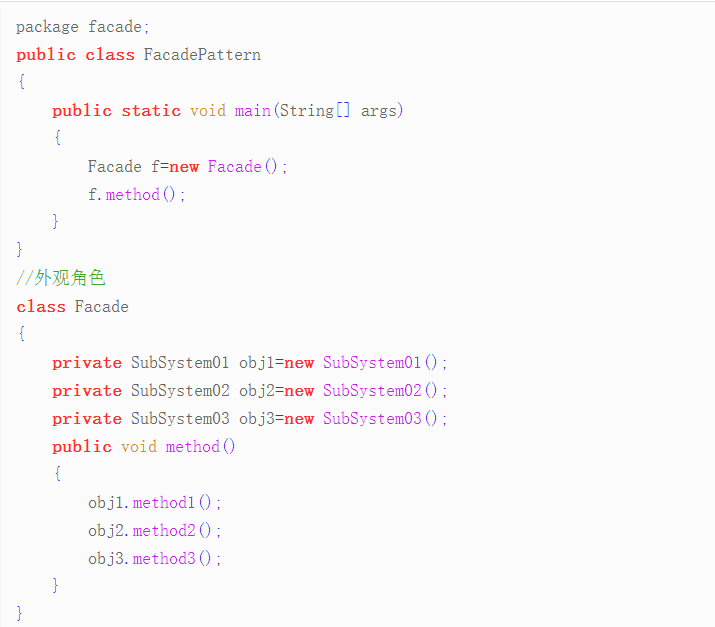 package facade;
public class FacadePattern
{
    public static void main(String[] args)
    {
        Facade f=new Facade();
        f.method();
    }
}
//外观角色
class Facade
{
    private SubSystem01 obj1=new SubSystem01();
    private SubSystem02 obj2=new SubSystem02();
    private SubSystem03 obj3=new SubSystem03();
    public void method()
    {
        obj1.method1();
        obj2.method2();
        obj3.method3();
    }
}